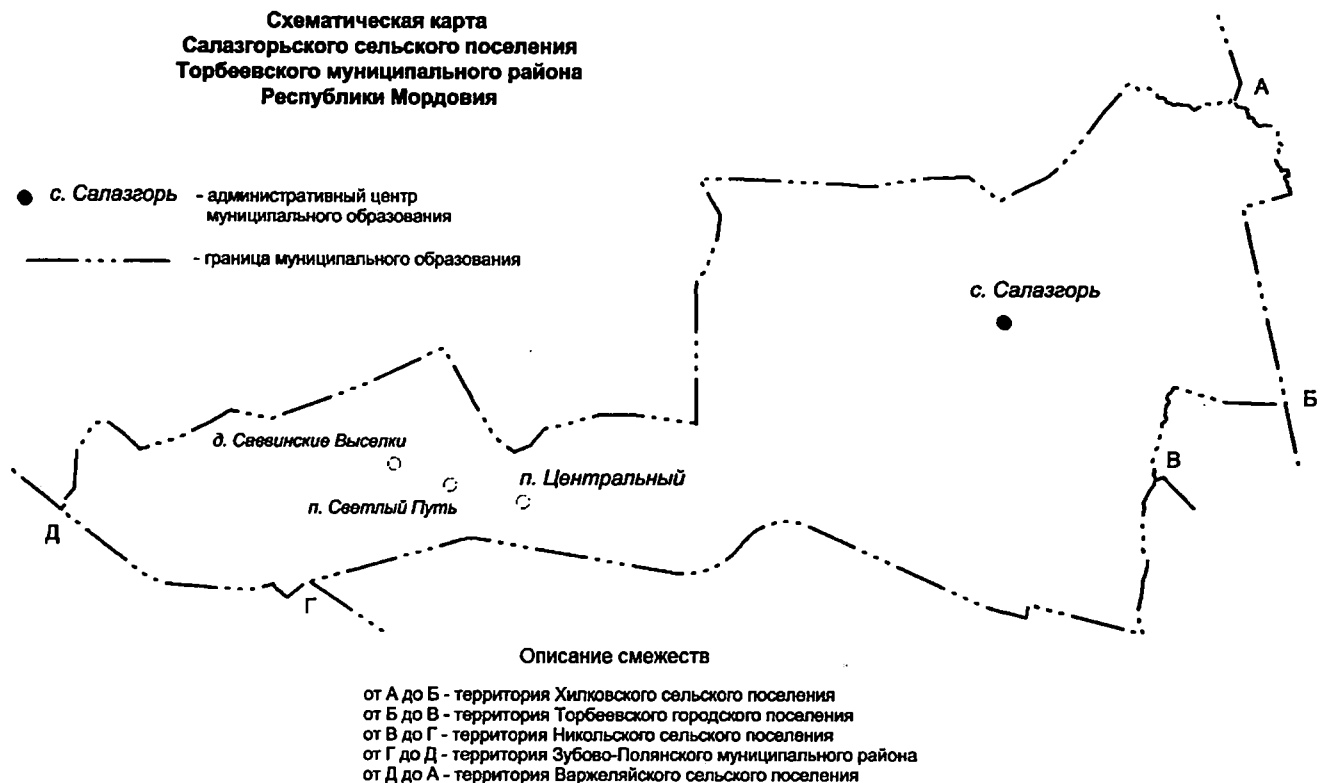 Схематическая карта
Салазгорьского сельского поселения
Торбеевского муниципального района
Республики Мордовия
А
с. Салазгорь - административный центр
муниципального образования
- граница муниципального образования
с. Салазгорь
Б
д. Саввинские Выселки
В
п. Центральный
п. Светлый Путь
Д
Г
Описание смежеств
от А до Б - территория Хилковского сельского поселения
от Б до В - территория Торбеевского городского поселения
от В до Г - территория Никольского сельского поселения
от Г до Д - территория Зубово-Полянского муниципального района
от Д до А - территория Варжеляйского сельского поселения